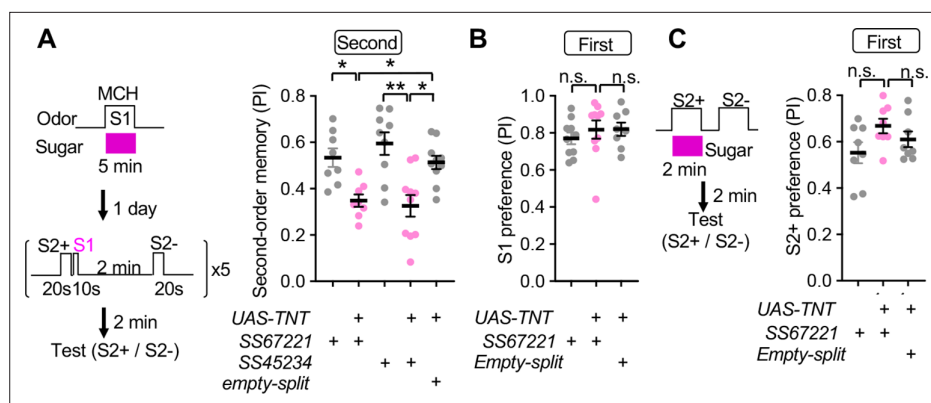 A
MCH
Odor
S1
Sugar
5 min
1 day
S2+ S1 S2-
2 min
x5
20s 10s 20s
2 min
Test (S2+ / S2-)
Second
* *
** *
0.8
0.6
0.4
0.2
0.0
Second-order memory (PI)
UAS-TNT + + +
SS67221 + +
SS45234 + +
empty-split +
B
First
n.s. n.s.
1.0
0.8
0.6
0.4
0.2
0.0
S1 preference (PI)
UAS-TNT + +
SS67221 + +
Empty-split +
C
S2+ S2-
Sugar
2 min
2 min
Test
(S2+ / S2-)
First
n.s. n.s.
0.8
0.6
0.4
0.2
0.0
S2+ preference (PI)
UAS-TNT + +
SS67221 + +
Empty-split +